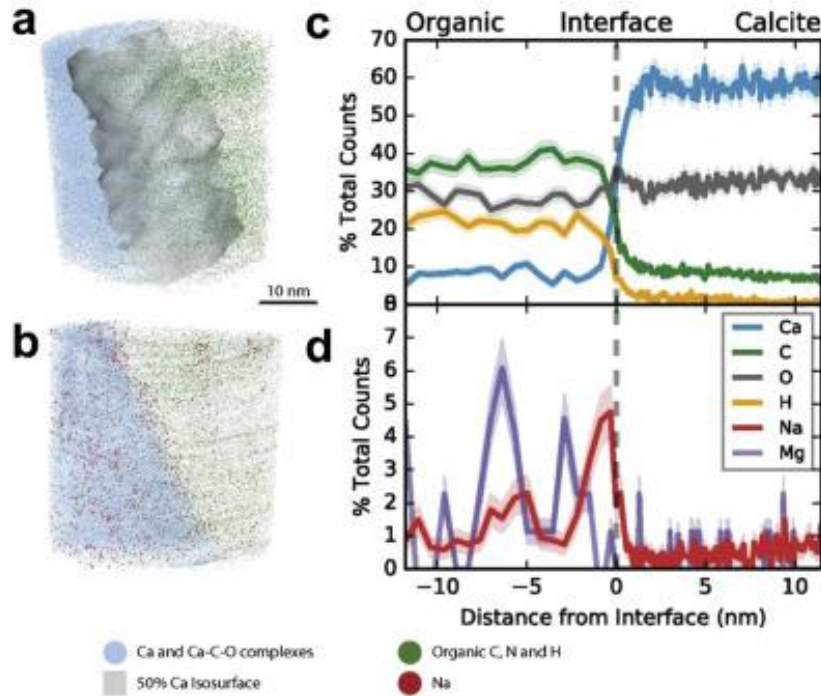 a
10 nm
b
c
Organic Interface Calcite
70
60
50
40
30
20
10
0
% Total Counts
d
8
7
6
5
4
3
2
1
0
% Total Counts
Ca
C
O
H
Na
Mg
−10 −5 0 5 10
Distance from Interface (nm)
Ca and Ca-C-O complexes
Organic C, N and H
50% Ca Isosurface
Na